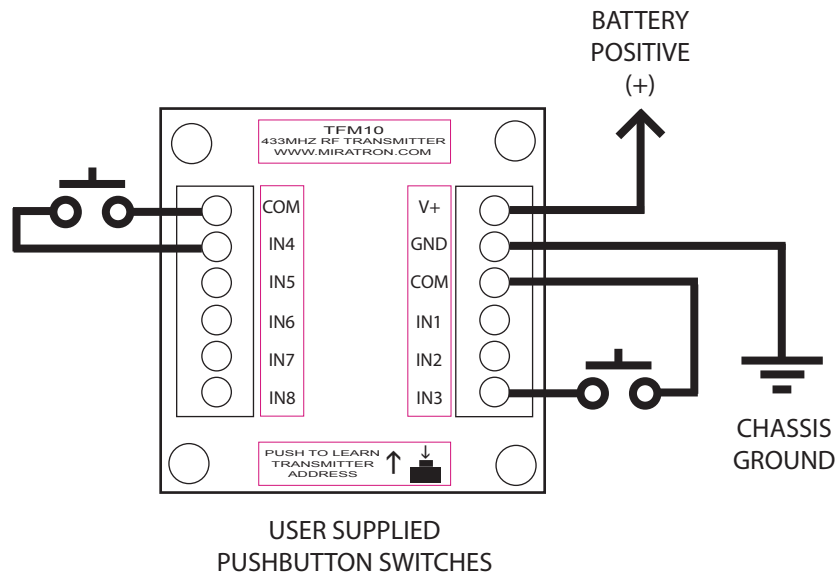 BATTERY
POSITIVE
(+)
TFM10
433MHZ RF TRANSMITTER
WWW.MIRATRON.COM
COM
IN4
IN5
IN6
IN7
IN8
V+
GND
COM
IN1
IN2
IN3
CHASSIS
GROUND
PUSH TO LEARN
TRANSMITTER
ADDRESS
USER SUPPLIED
PUSHBUTTON SWITCHES